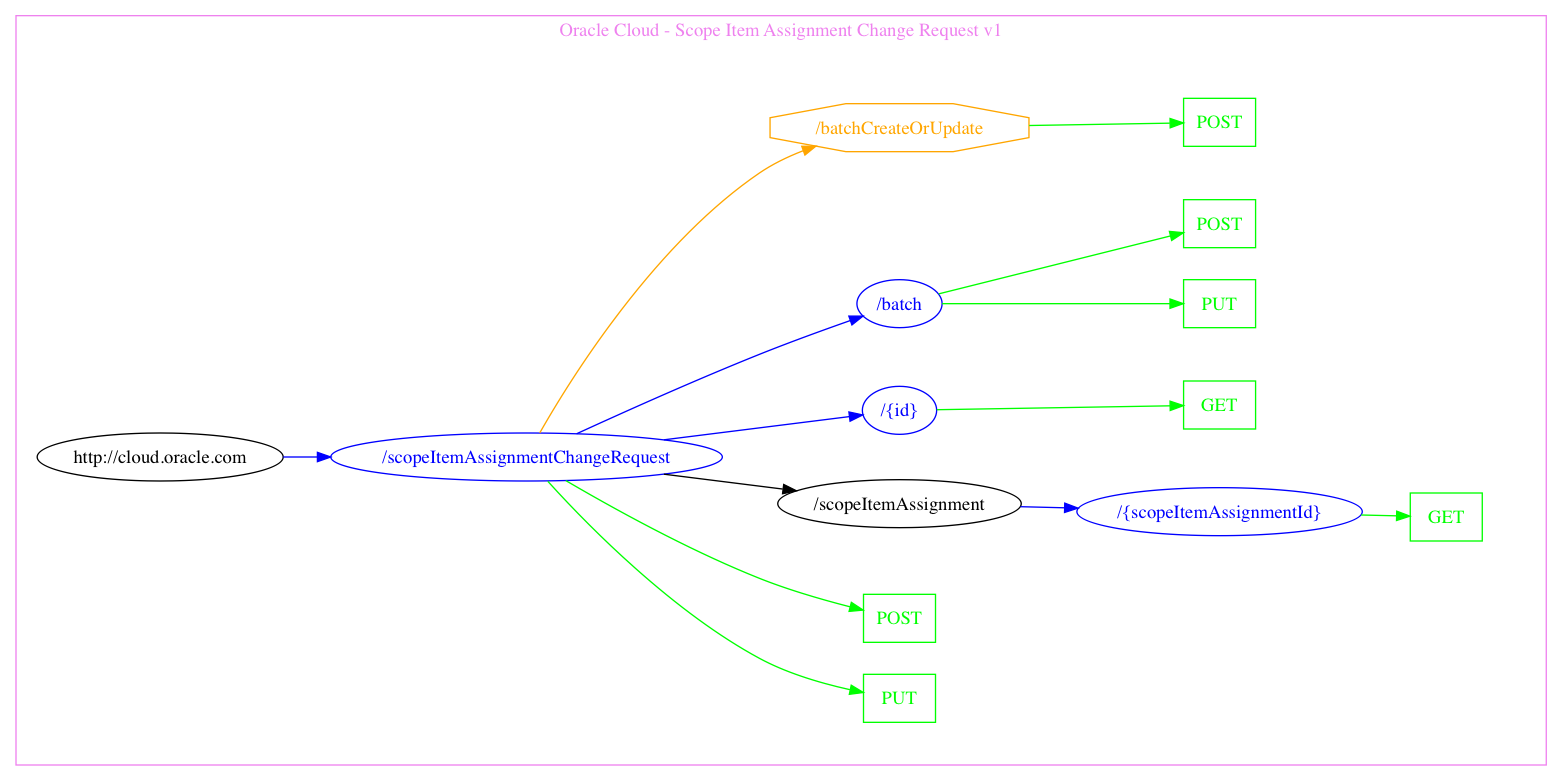 Oracle Cloud - Scope Item Assignment Change Request v1
/batchCreateOrUpdate
POST
POST
/batch
PUT
/{id}
GET
http://cloud.oracle.com
/scopeItemAssignmentChangeRequest
/scopeItemAssignment
/{scopeItemAssignmentId}
GET
POST
PUT